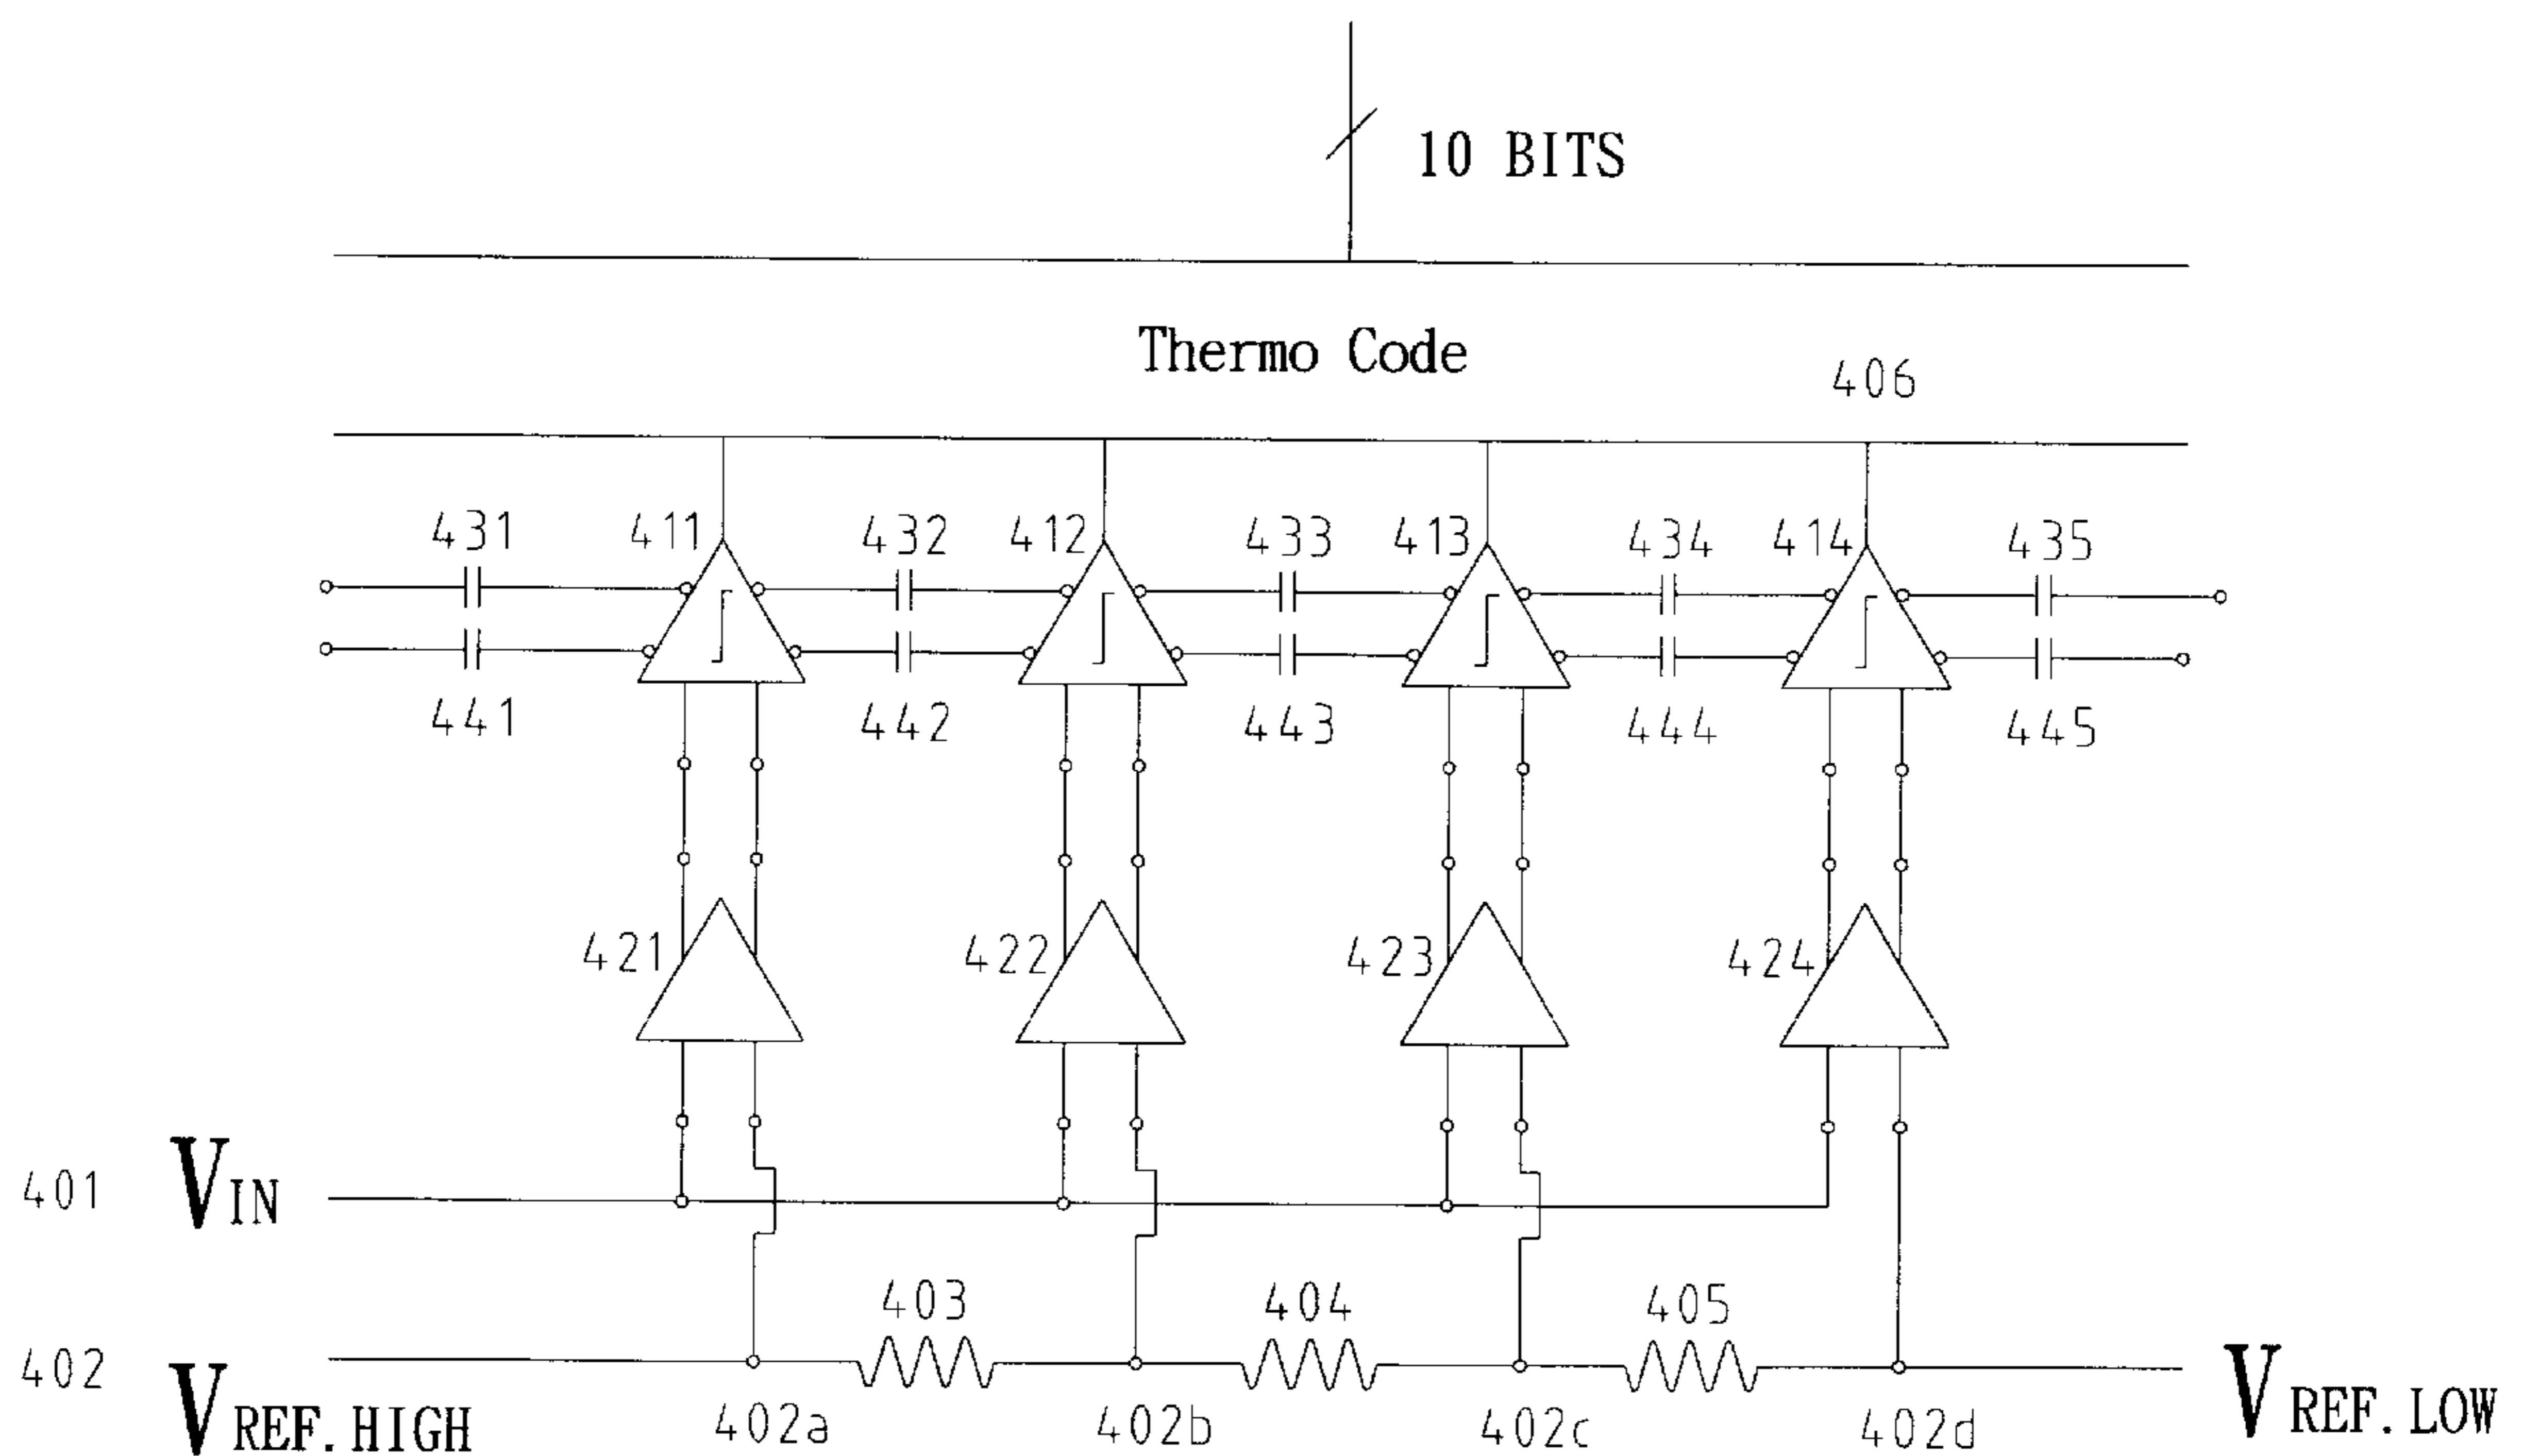 10 BITS
Thermo Code
406
431 411 432 412 433 413 434 414 435
441 442 443 444 445
421 422 423 424
401 VIN
403 404 405
402 VREF.HIGH
402a 402b 402c 402d
VREF.LOW